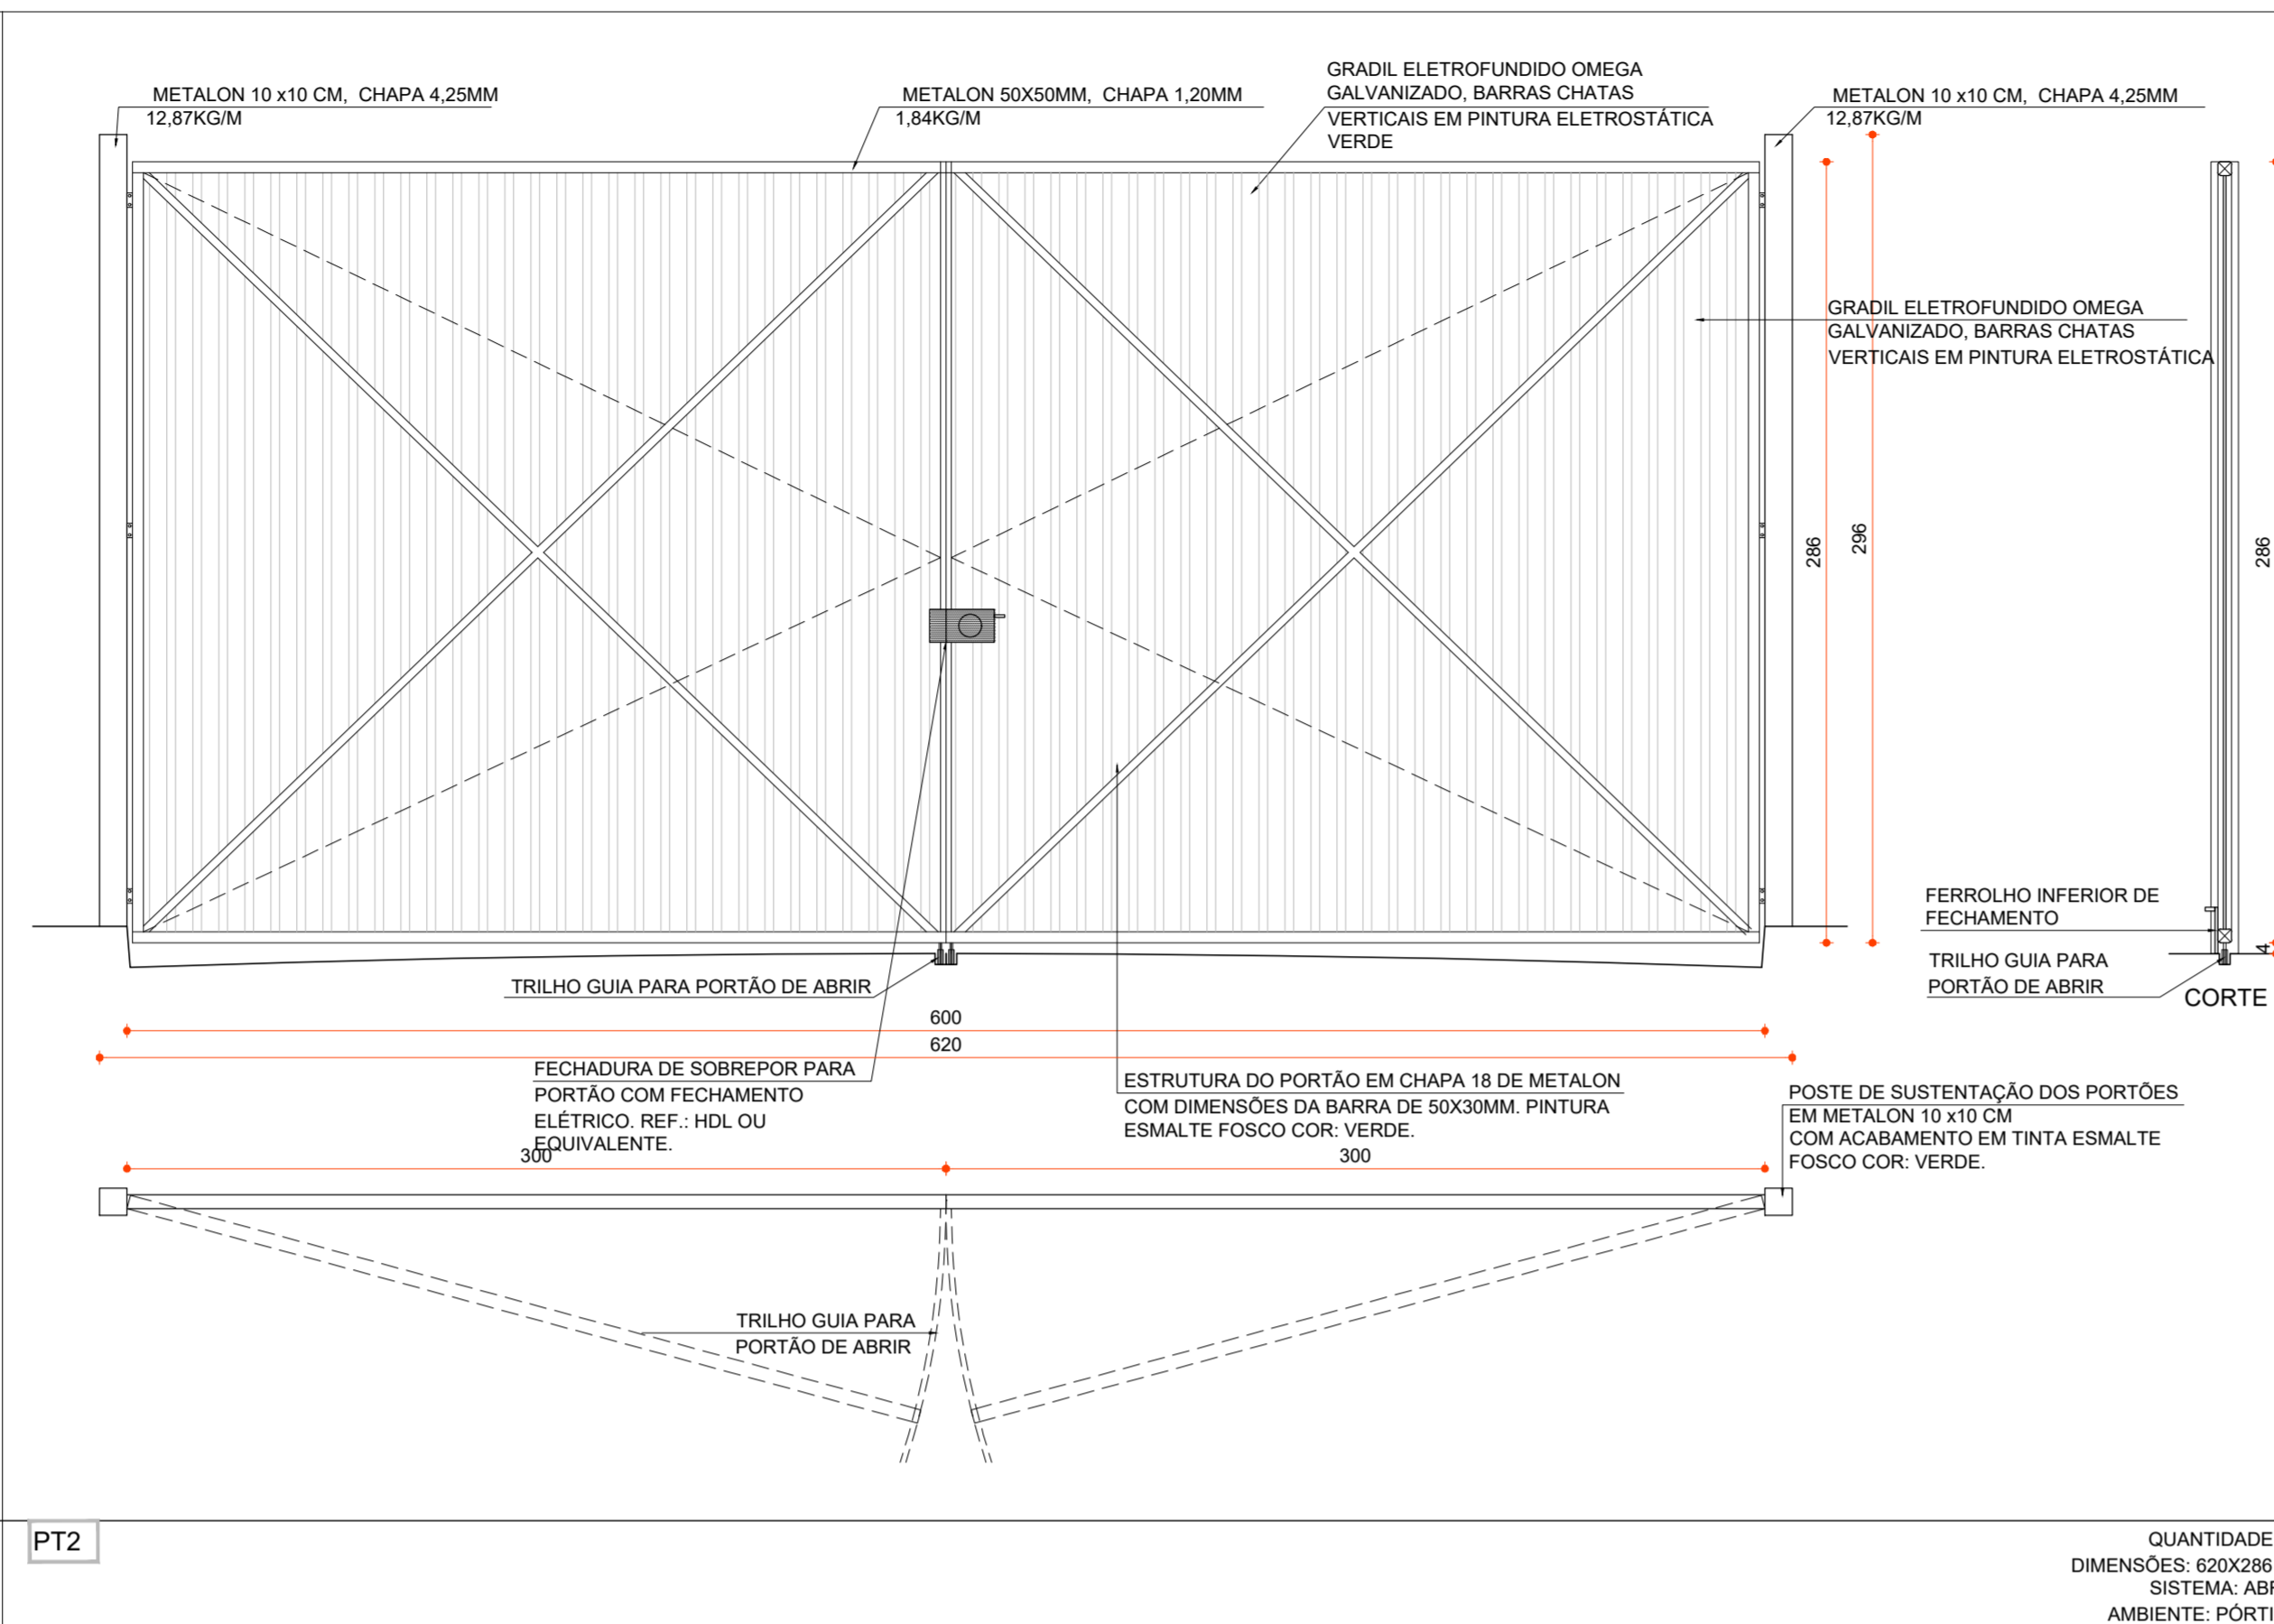 METALON 10 x10 CM, CHAPA 4,25MM
12,87KG/M
METALON 50X50MM, CHAPA 1,20MM
1,84KG/M
GRADIL ELETROFUNDIDO OMEGA
GALVANIZADO, BARRAS CHATAS
VERTICAIS EM PINTURA ELETROSTÁTICA
VERDE
METALON 10 x10 CM, CHAPA 4,25MM
12,87KG/M
GRADIL ELETROFUNDIDO OMEGA
GALVANIZADO, BARRAS CHATAS
VERTICAIS EM PINTURA ELETROSTÁTICA
286
296
286
FERROLHO INFERIOR DE
FECHAMENTO
4
TRILHO GUIA PARA
PORTÃO DE ABRIR
CORTE
TRILHO GUIA PARA PORTÃO DE ABRIR
600
620
FECHADURA DE SOBREPOR PARA
PORTÃO COM FECHAMENTO
ELÉTRICO. REF.: HDL OU
EQUIVALENTE.
ESTRUTURA DO PORTÃO EM CHAPA 18 DE METALON
COM DIMENSÕES DA BARRA DE 50X30MM. PINTURA
ESMALTE FOSCO COR: VERDE.
POSTE DE SUSTENTAÇÃO DOS PORTÕES
EM METALON 10 x10 CM
COM ACABAMENTO EM TINTA ESMALTE
FOSCO COR: VERDE.
300
300
TRILHO GUIA PARA
PORTÃO DE ABRIR
PT2
QUANTIDADE
DIMENSÕES: 620X286
SISTEMA:
AMBIENTE: